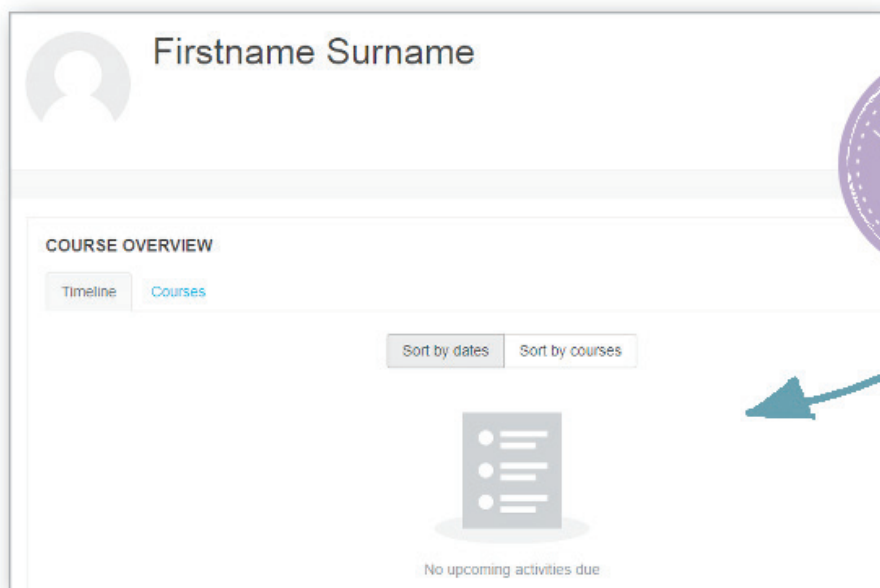 Firstname Surname
COURSE OVERVIEW
Timeline Courses
Sort by dates Sort by courses
No upcoming activities due